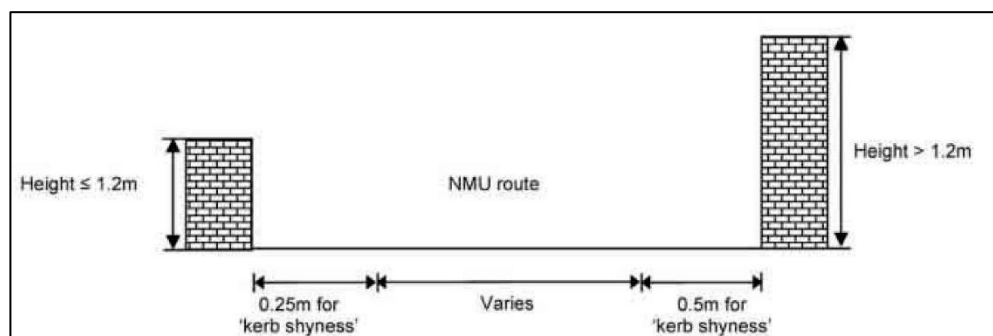 Height ≤ 1.2m
NMU route
Height > 1.2m
0.25m for
‘kerb shyness’
Varies
0.5m for
‘kerb shyness’